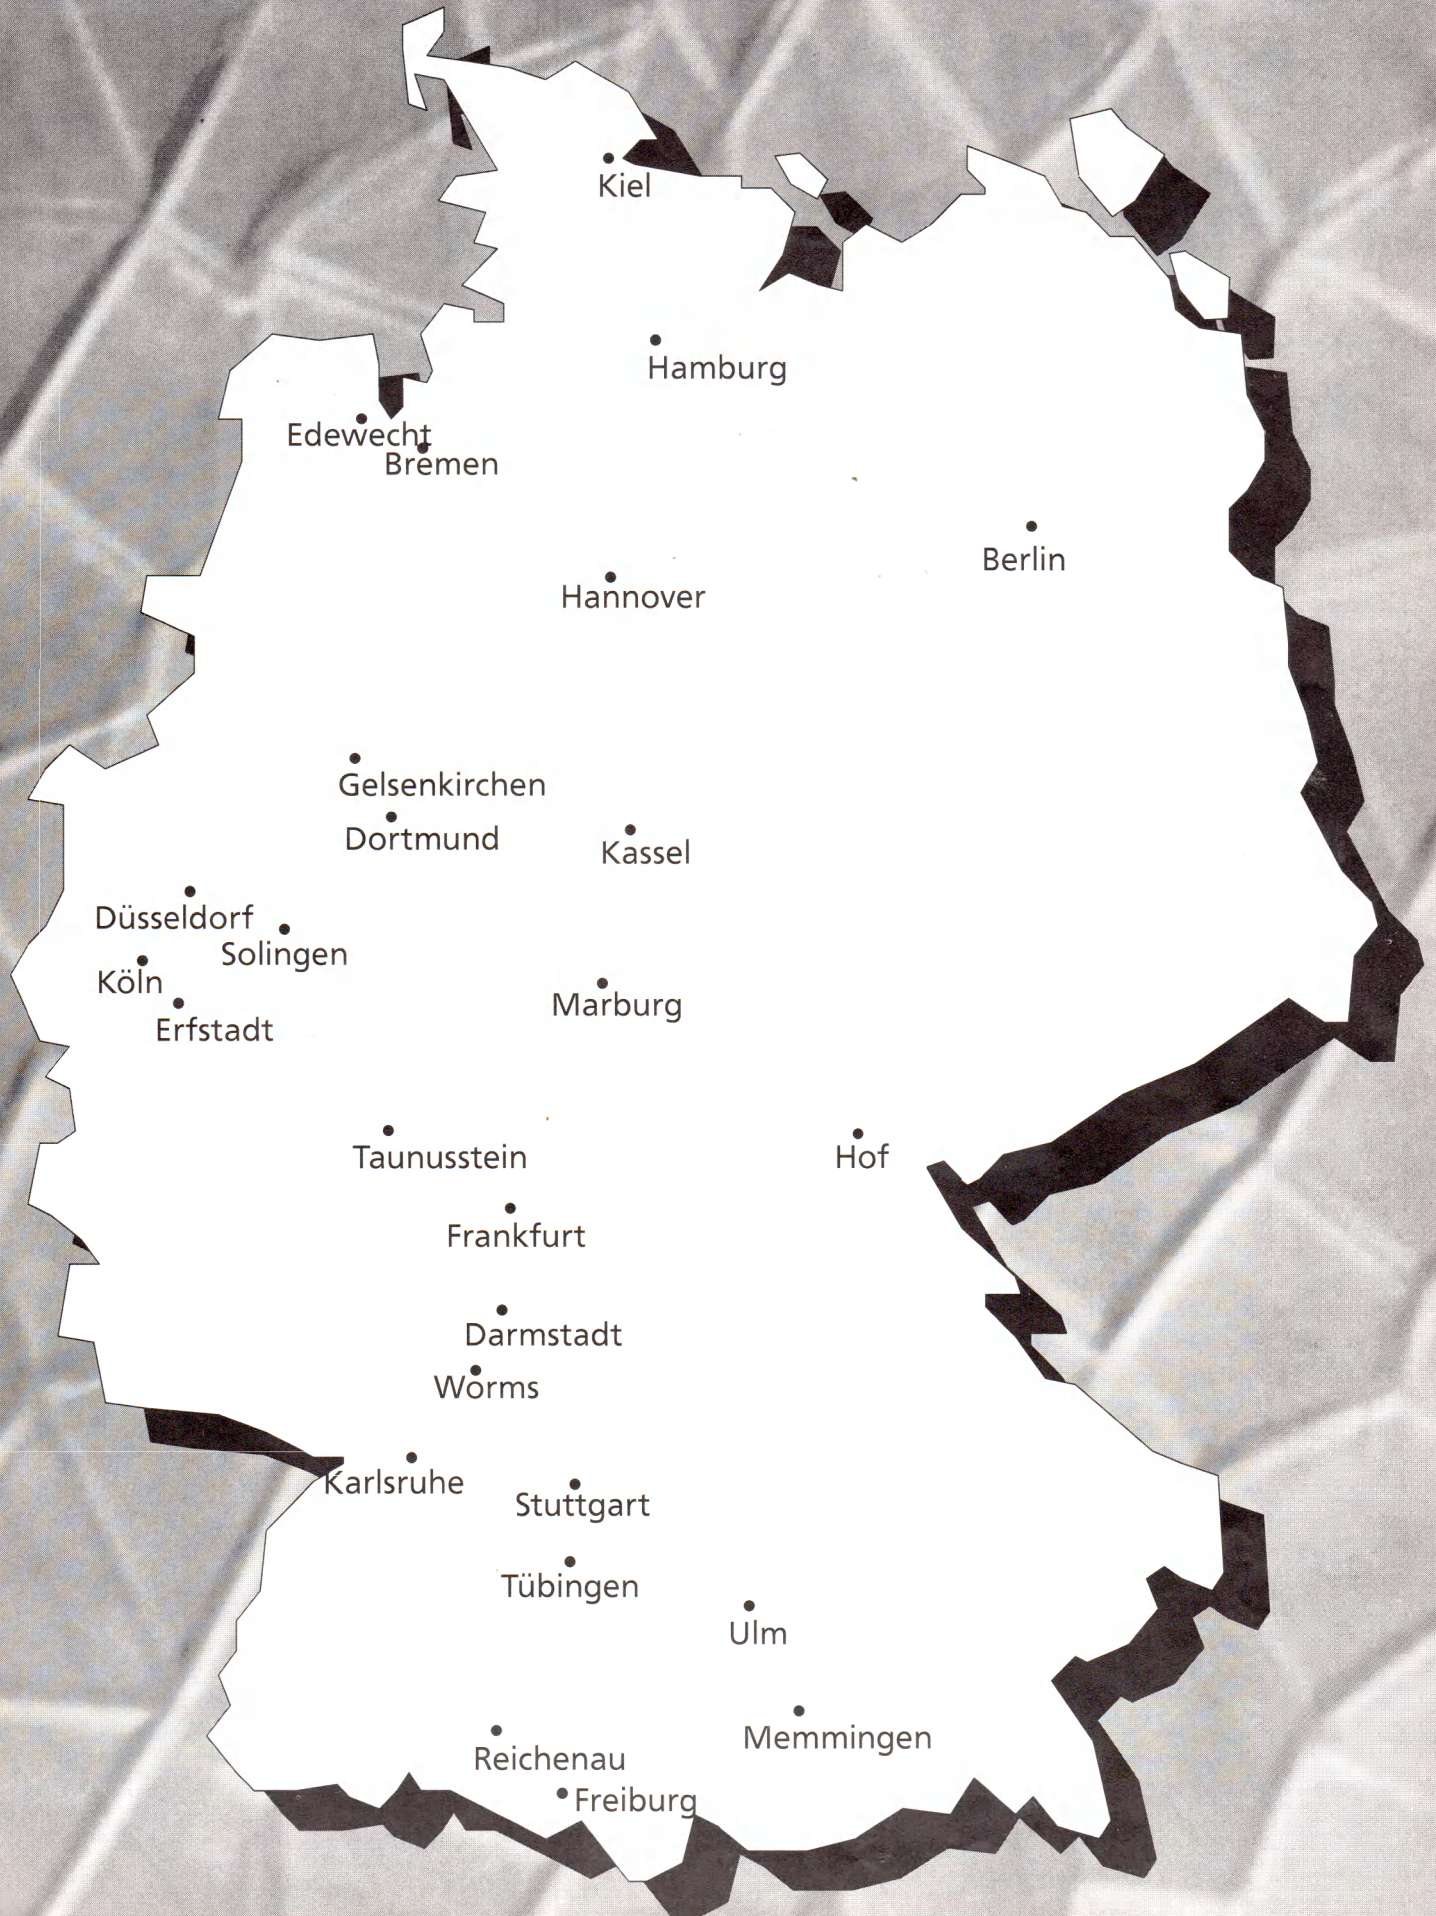 Kiel
Hamburg
Edewecht
Bremen
Berlin
Hannover
Gelsenkirchen
Dortmund
Kassel
Düsseldorf
Solingen
Köln
Marburg
Erfstadt
Taunusstein
Hof
Frankfurt
Darmstadt
Worms
Karlsruhe
Stuttgart
Tübingen
Ulm
Memmingen
Reichenau
Freiburg